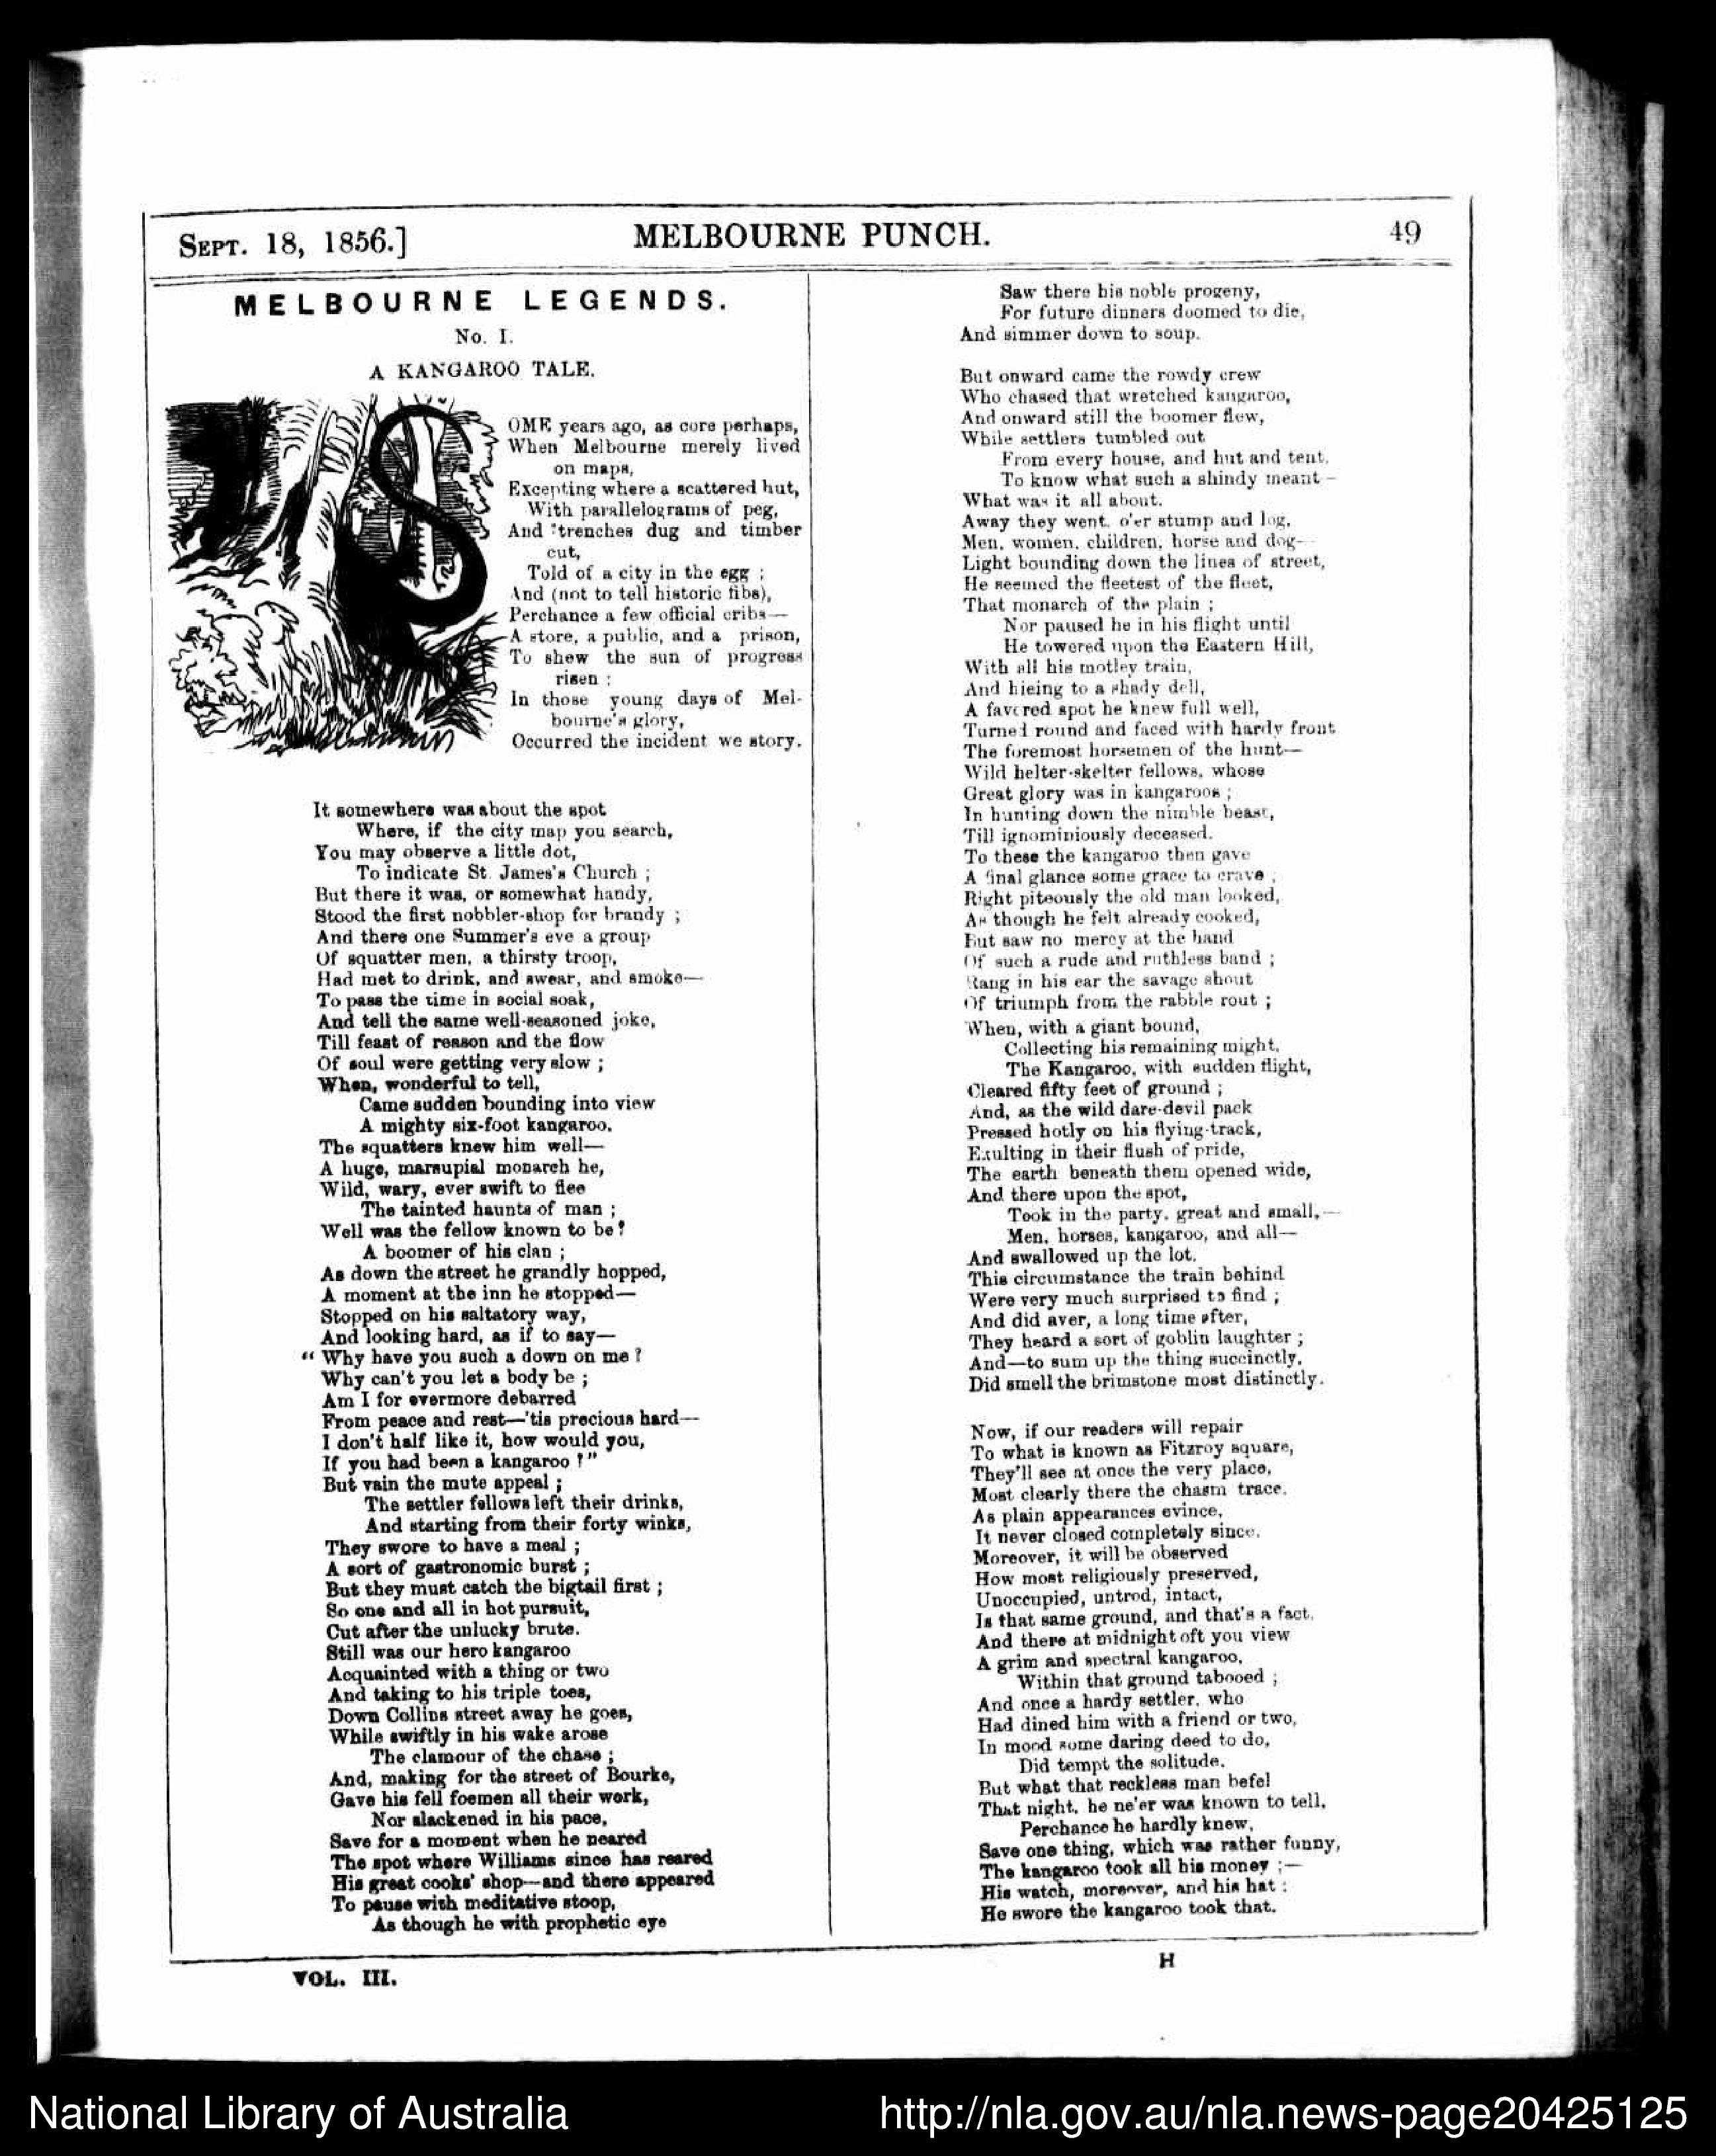 SEPT. 18, 1856.]
MELBOURNE PUNCH.
49
MELBOURNE LEGENDS.
No. I.
A KANGAROO TALE.
SOME years ago, as core perhaps,
When Melbourne merely lived
on maps,
Excepting where a scattered hut,
With parallelograms of peg,
And trenches dug and timber
cut,
Told of a city in the egg ;
And (not to tell historic fibs),
Perchance a few official cribs—
A store, a public, and a prison,
To shew the sun of progress
risen :
In those young days of Mel-
bourne's glory,
Occurred the incident we story.
It somewhere was about the spot
Where, if the city map you search,
You may observe a little dot,
To indicate St. James's Church ;
But there it was, or somewhat handy,
Stood the first nobbler-shop for brandy ;
And there one Summer's eve a group
Of squatter men, a thirsty troop,
Had met to drink, and swear, and smoke—
To pass the time in social soak,
And tell the same well-seasoned joke,
Till feast of reason and the flow
Of soul were getting very slow ;
When, wonderful to tell,
Came sudden bounding into view
A mighty six-foot kangaroo.
The squatters knew him well—
A huge, marsupial monarch he,
Wild, wary, ever swift to flee
The tainted haunts of man ;
Well was the fellow known to be!
A boomer of his clan ;
As down the street he grandly hopped,
A moment at the inn he stopped—
Stopped on his saltatory way,
And looking hard, as if to say—
“ Why have you such a down on me ?
Why can't you let a body be ;
Am I for evermore debarred
From peace and rest—'tis precious hard—
I don't half like it, how would you,
If you had been a kangaroo ?”
But vain the mute appeal ;
The settler fellows left their drinks,
And starting from their forty winks,
They swore to have a meal ;
A sort of gastronomic burst ;
But they must catch the bigtail first ;
So one and all in hot pursuit,
Cut after the unlucky brute.
Still was our hero kangaroo
Acquainted with a thing or two
And taking to his triple toes,
Down Collins street away he goes,
While swiftly in his wake arose
The clamour of the chase ;
And, making for the street of Bourke,
Gave his fell foemen all their work,
Nor slackened in his pace,
Save for a moment when he neared
The spot where Williams since has reared
His great cooks' shop—and there appeared
To pause with meditative stoop,
As though he with prophetic eye
Saw there his noble progeny,
For future dinners doomed to die,
And simmer down to soup.
But onward came the rowdy crew
Who chased that wretched kangaroo,
And onward still the boomer flew,
While settlers tumbled out
From every house, and hut and tent,
To know what such a shindy meant –
What was it all about.
Away they went, o'er stump and log,
Men, women, children, horse and dog—
Light bounding down the lines of street,
He seemed the fleetest of the fleet,
That monarch of the plain ;
Nor paused he in his flight until
He towered upon the Eastern Hill,
With all his motley train,
And hieing to a shady dell,
A favored spot he knew full well,
Turned round and faced with hardy front
The foremost horsemen of the hunt—
Wild helter-skelter fellows, whose
Great glory was in kangaroos ;
In hunting down the nimble beast,
Till ignominiously deceased.
To these the kangaroo then gave
A final glance some grace to crave ;
Right piteously the old man looked,
As though he felt already cooked,
But saw no mercy at the hand
Of such a rude and ruthless band ;
Rang in his ear the savage shout
Of triumph from the rabble rout ;
When, with a giant bound,
Collecting his remaining might,
The Kangaroo, with sudden flight,
Cleared fifty feet of ground ;
And, as the wild dare-devil pack
Pressed hotly on his flying-track,
Exulting in their flush of pride,
The earth beneath them opened wide,
And there upon the spot,
Took in the party, great and small,—
Men, horses, kangaroo, and all—
And swallowed up the lot.
This circumstance the train behind
Were very much surprised to find ;
And did aver, a long time after,
They heard a sort of goblin laughter ;
And—to sum up the thing succinctly,
Did smell the brimstone most distinctly.
Now, if our readers will repair
To what is known as Fitzroy square,
They'll see at once the very place,
Most clearly there the chasm trace.
As plain appearances evince,
It never closed completely since.
Moreover, it will be observed
How most religiously preserved,
Unoccupied, untrod, intact,
Is that same ground, and that's a fact.
And there at midnight oft you view
A grim and spectral kangaroo,
Within that ground tabooed ;
And once a hardy settler, who
Had dined him with a friend or two,
In mood some daring deed to do,
Did tempt the solitude.
But what that reckless man befel
That night, he ne'er was known to tell,
Perchance he hardly knew,
Save one thing, which was rather funny,
The kangaroo took all his money ;—
His watch, moreover, and his hat :
He swore the kangaroo took that.
VOL. III.
H
National Library of Australia
http://nla.gov.au/nla.news-page20425125